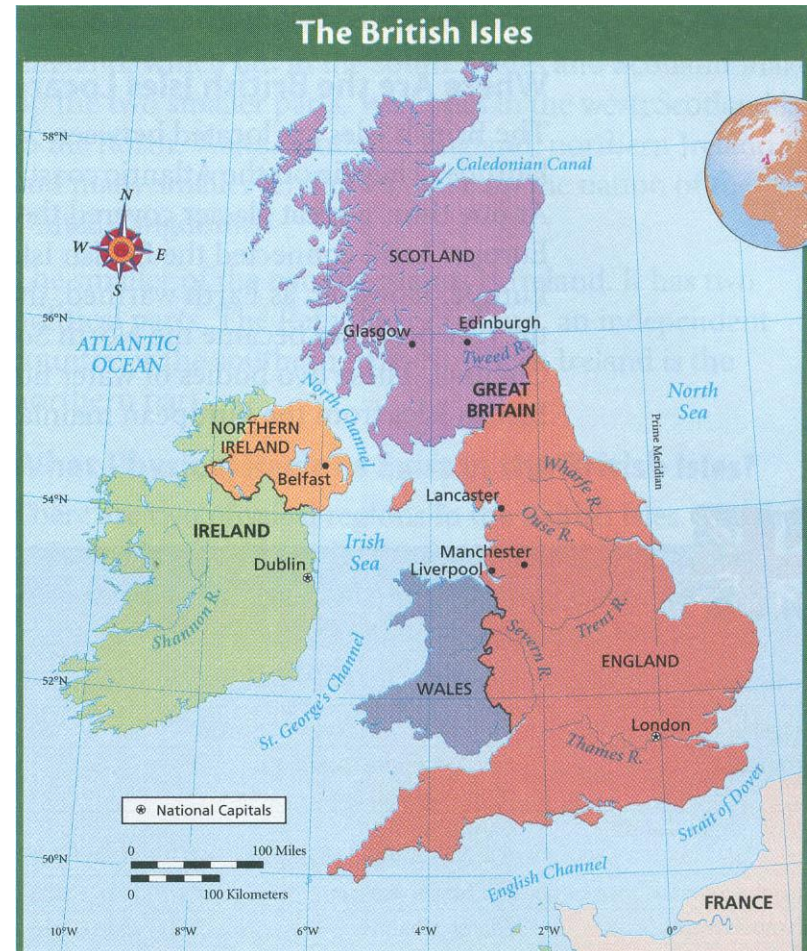 The British Isles
58°N
Caledonian Canal
N
W
E
S
SCOTLAND
56°N
ATLANTIC
OCEAN
Glasgow
Edinburgh
Tweed R.
North Channel
GREAT
BRITAIN
North
Sea
NORTHERN
IRELAND
Belfast
Prime Meridian
54°N
Lancaster
Wharfe R.
Ouse R.
IRELAND
Irish
Sea
Dublin
Manchester
Liverpool
Shannon R.
Trent R.
Severn R.
52°N
St. George's Channel
WALES
ENGLAND
London
Thames R.
National Capitals
Strait of Dover
0
100 Miles
0
100 Kilometers
50°N
English Channel
FRANCE
10°W
8°W
6°W
4°W
2°W
0°